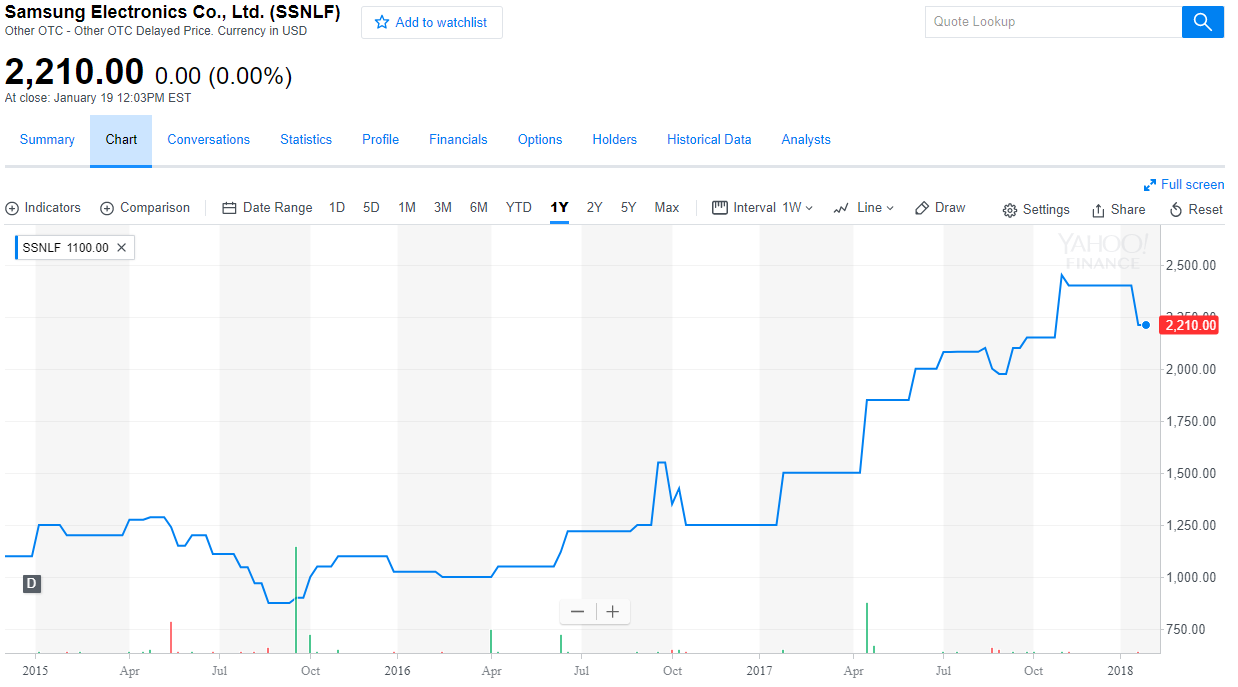 Samsung Electronics Co., Ltd. (SSNLF)
Add to watchlist
Quote Lookup
Other OTC - Other OTC Delayed Price. Currency in USD
2,210.00 0.00 (0.00%)
At close: January 19 12:03PM EST
Summary Chart Conversations Statistics Profile Financials Options Holders Historical Data Analysts
Full screen
Indicators Comparison Date Range 1D 5D 1M 3M 6M YTD 1Y 2Y 5Y Max Interval 1W Line Draw Settings Share Reset
SSNLF 1100.00
YAHOO!
FINANCE
2,500.00
2,210.00
2,000.00
1,750.00
1,500.00
1,250.00
D
1,000.00
750.00
2015 Apr Jul Oct 2016 Apr Jul Oct 2017 Apr Jul Oct 2018